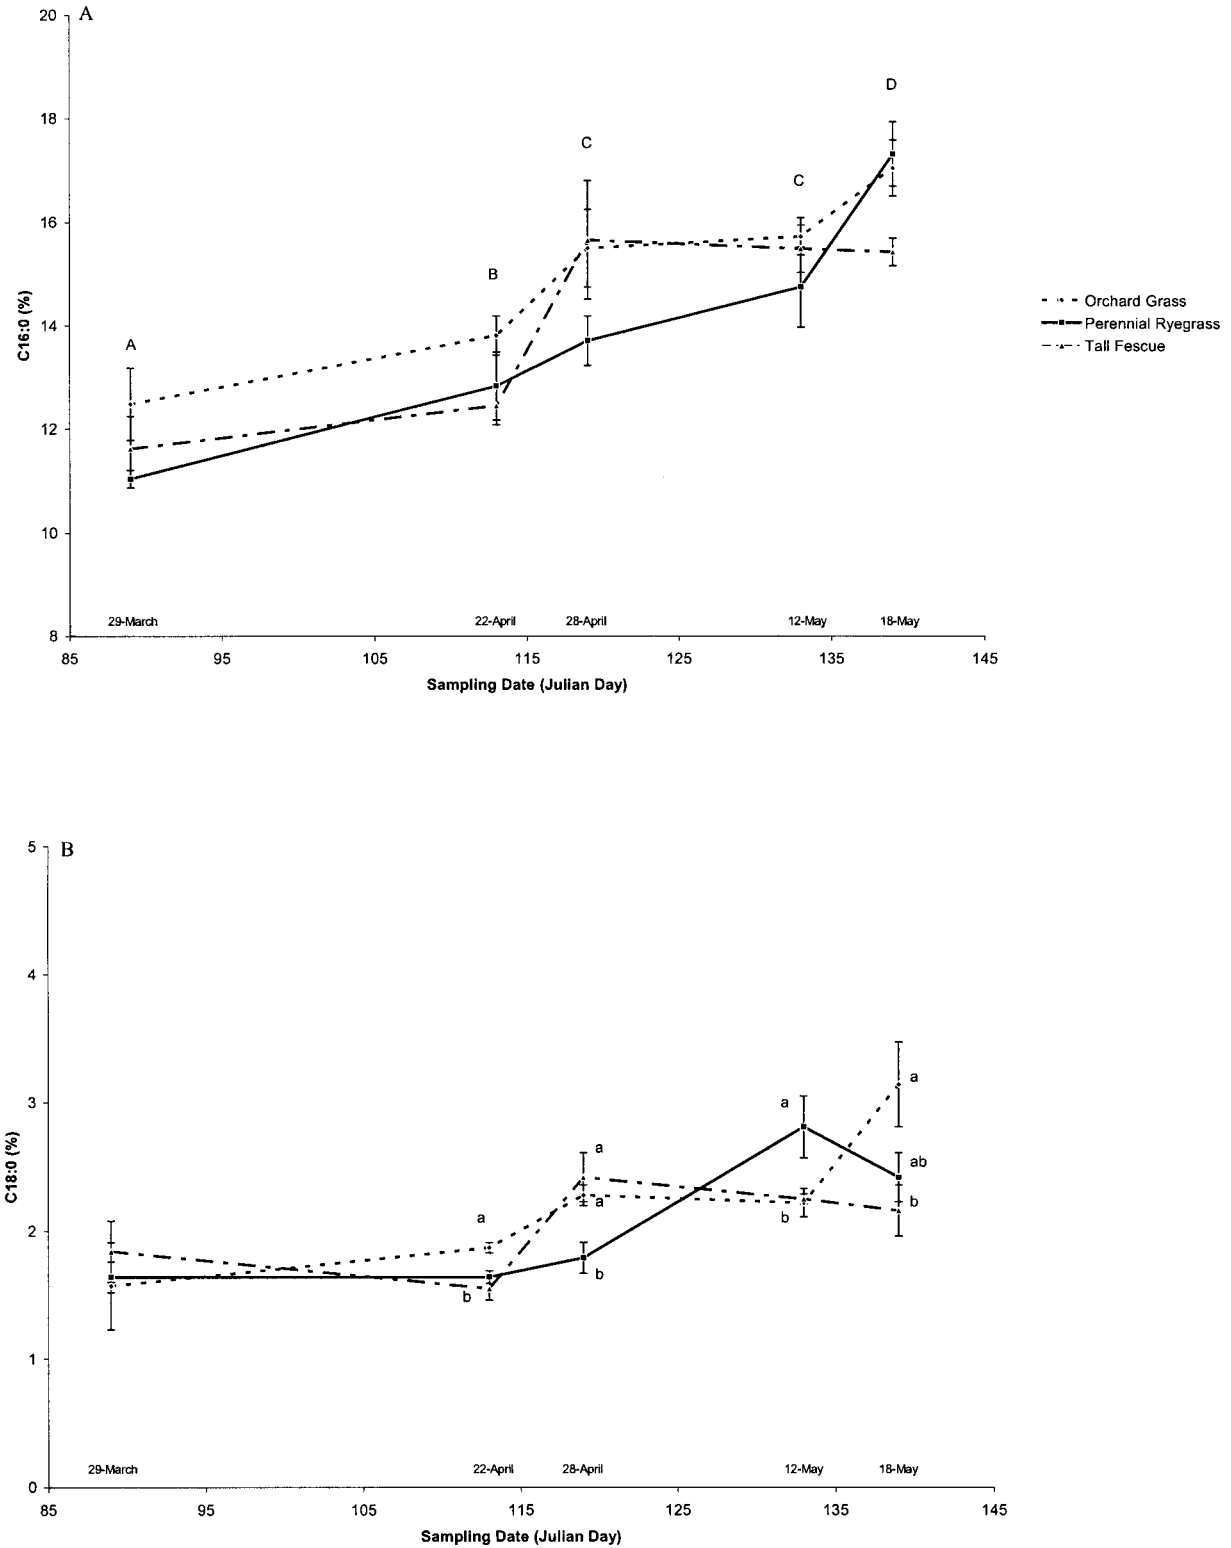 A
20
18
16
14
12
10
8
C16:0 (%)
A
B
C
C
D
29-March
22-April
28-April
12-May
18-May
85
95
105
115
125
135
145
Sampling Date (Julian Day)
Orchard Grass
Perennial Ryegrass
Tall Fescue
B
5
4
3
2
1
0
C18:0 (%)
a
b
a
a
b
a
b
a
ab
b
29-March
22-April
28-April
12-May
18-May
85
95
105
115
125
135
145
Sampling Date (Julian Day)